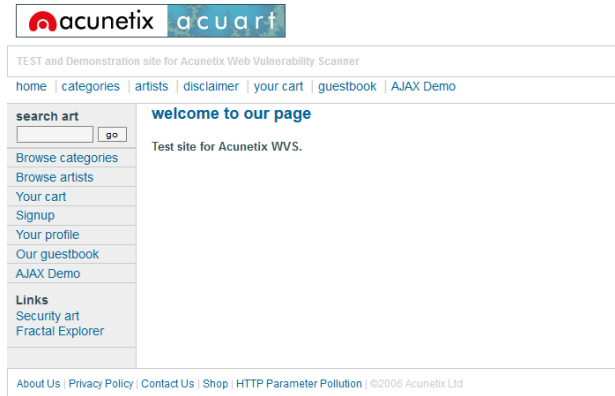 acunetix acuart
TEST and Demonstration site for Acunetix Web Vulnerability Scanner
home | categories | artists | disclaimer | your cart | guestbook | AJAX Demo
search art
go
Browse categories
Browse artists
Your cart
Signup
Your profile
Our guestbook
AJAX Demo
Links
Security art
Fractal Explorer
welcome to our page
Test site for Acunetix WVS.
About Us | Privacy Policy | Contact Us | Shop | HTTP Parameter Pollution | ©2006 Acunetix Ltd